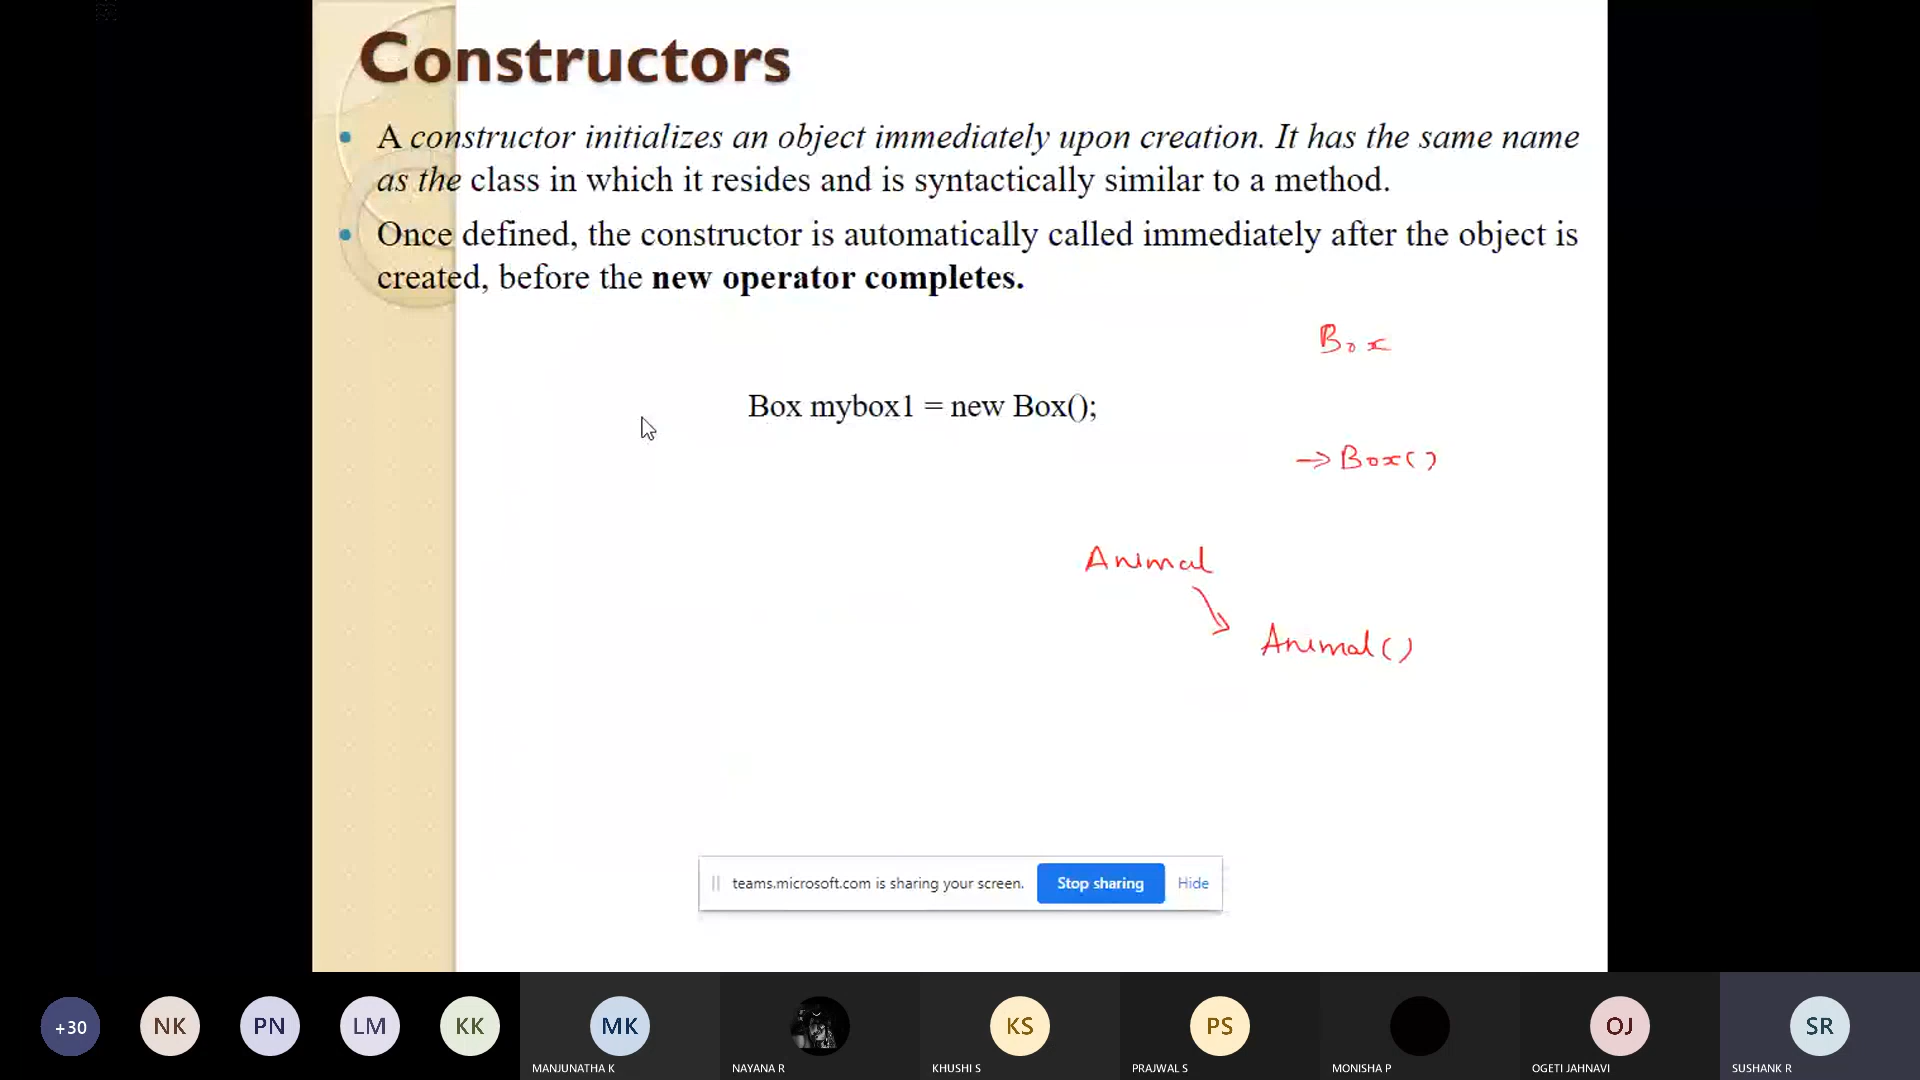 Constructors
• A constructor initializes an object immediately upon creation. It has the same name
as the class in which it resides and is syntactically similar to a method.
• Once defined, the constructor is automatically called immediately after the object is
created, before the new operator completes.
Box
Box mybox1 = new Box();
→ Box()
Animal
Animal()
teams.microsoft.com is sharing your screen. Stop sharing Hide
+30 NK PN LM KK MK KS PS OJ SR
MANJUNATHA K NAYANA R KHUSHI S PRAJWAL S MONISHA P OGETI JAHNAVI SUSHANK R